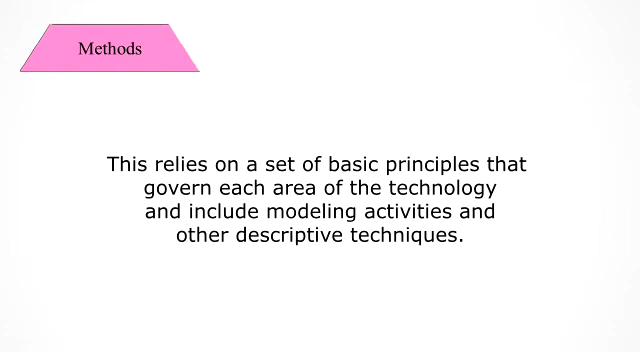 Methods
This relies on a set of basic principles that
govern each area of the technology
and include modeling activities and
other descriptive techniques.